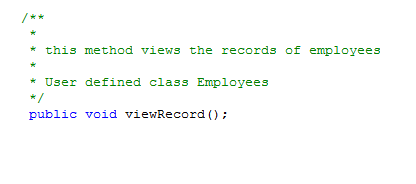 /**
*
* this method views the records of employees
*
* User defined class Employees
*/
public void viewRecord();